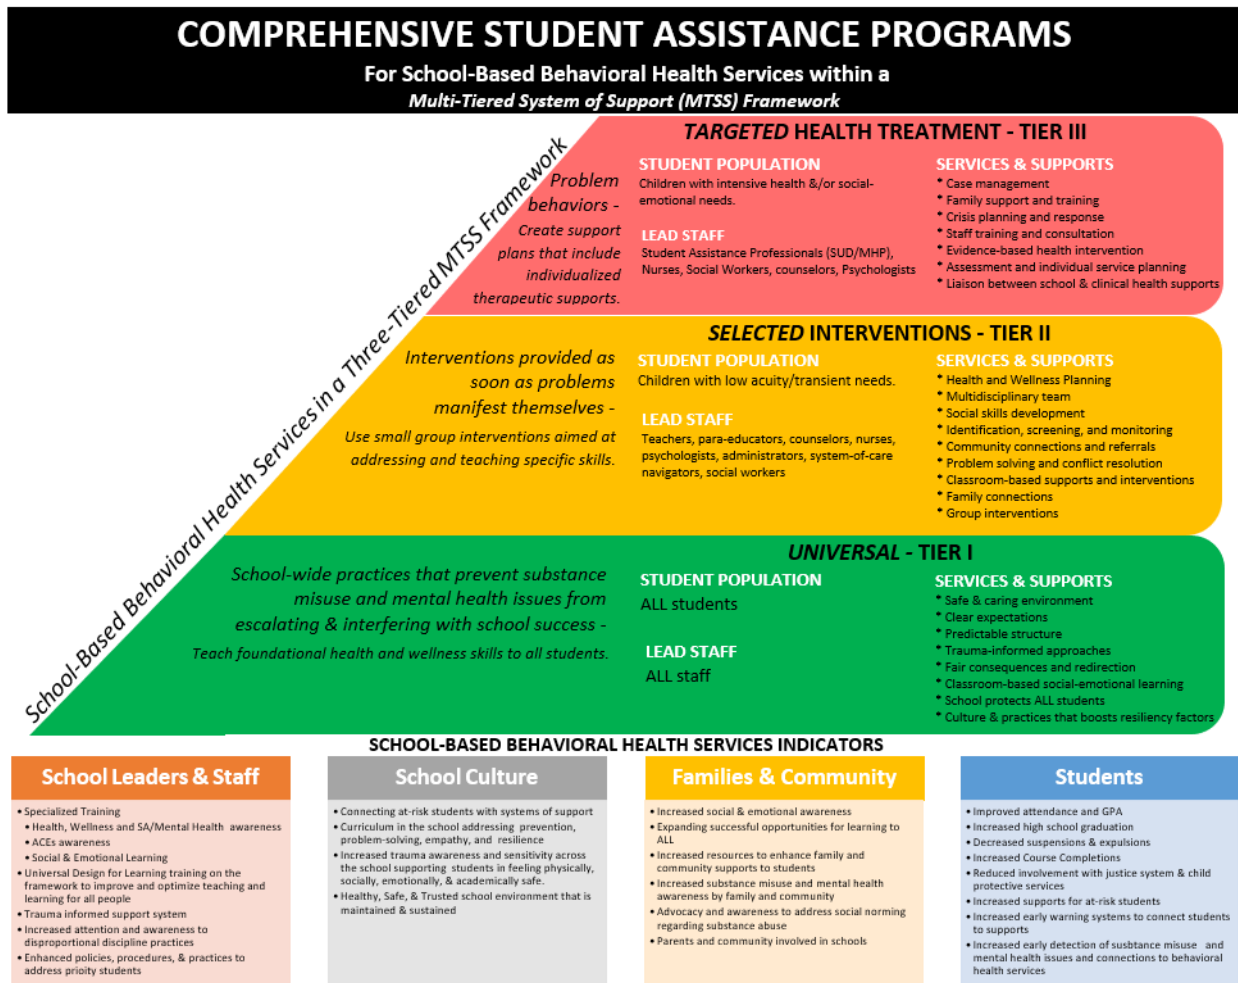 COMPREHENSIVE STUDENT ASSISTANCE PROGRAMS
For School-Based Behavioral Health Services within a
Multi-Tiered System of Support (MTSS) Framework
School-Based Behavioral Health Services in a Three-Tiered MTSS Framework
TARGETED HEALTH TREATMENT - TIER III
Problem
behaviors -
Create support
plans that include
individualized
therapeutic supports.
STUDENT POPULATION
Children with intensive health &/or social-
emotional needs.
LEAD STAFF
Student Assistance Professionals (SUD/MHP),
Nurses, Social Workers, counselors, Psychologists
SERVICES & SUPPORTS
* Case management
* Family support and training
* Crisis planning and response
* Staff training and consultation
* Evidence-based health intervention
* Assessment and individual service planning
* Liaison between school & clinical health supports
SELECTED INTERVENTIONS - TIER II
Interventions provided as
soon as problems
manifest themselves -
Use small group interventions aimed at
addressing and teaching specific skills.
STUDENT POPULATION
Children with low acuity/transient needs.
LEAD STAFF
Teachers, para-educators, counselors, nurses,
psychologists, administrators, system-of-care
navigators, social workers
SERVICES & SUPPORTS
* Health and Wellness Planning
* Multidisciplinary team
* Social skills development
* Identification, screening, and monitoring
* Community connections and referrals
* Problem solving and conflict resolution
* Classroom-based supports and interventions
* Family connections
* Group interventions
UNIVERSAL - TIER I
School-wide practices that prevent substance
misuse and mental health issues from
escalating & interfering with school success -
Teach foundational health and wellness skills to all students.
STUDENT POPULATION
ALL students
LEAD STAFF
ALL staff
SERVICES & SUPPORTS
* Safe & caring environment
* Clear expectations
* Predictable structure
* Trauma-informed approaches
* Fair consequences and redirection
* Classroom-based social-emotional learning
* School protects ALL students
* Culture & practices that boosts resiliency factors
SCHOOL-BASED BEHAVIORAL HEALTH SERVICES INDICATORS
School Leaders & Staff
• Specialized Training
• Health, Wellness and SA/Mental Health awareness
• ACEs awareness
• Social & Emotional Learning
• Universal Design for Learning training on the
framework to improve and optimize teaching and
learning for all people
• Trauma informed support system
• Increased attention and awareness to
disproportional discipline practices
• Enhanced policies, procedures, & practices to
address prioity students
School Culture
• Connecting at-risk students with systems of support
• Curriculum in the school addressing prevention,
problem-solving, empathy, and resilience
• Increased trauma awareness and sensitivity across
the school supporting students in feeling physically,
socially, emotionally, & academically safe.
• Healthy, Safe, & Trusted school environment that is
maintained & sustained
Families & Community
• Increased social & emotional awareness
• Expanding successful opportunities for learning to
ALL
• Increased resources to enhance family and
community supports to students
• Increased substance misuse and mental health
awareness by family and community
• Advocacy and awareness to address social norming
regarding substance abuse
• Parents and community involved in schools
Students
• Improved attendance and GPA
• Increased high school graduation
• Decreased suspensions & expulsions
• Increased Course Completions
• Reduced involvement with justice system & child
protective services
• Increased supports for at-risk students
• Increased early warning systems to connect students
to supports
• Increased early detection of susbtance misuse and
mental health issues and connections to behavioral
health services